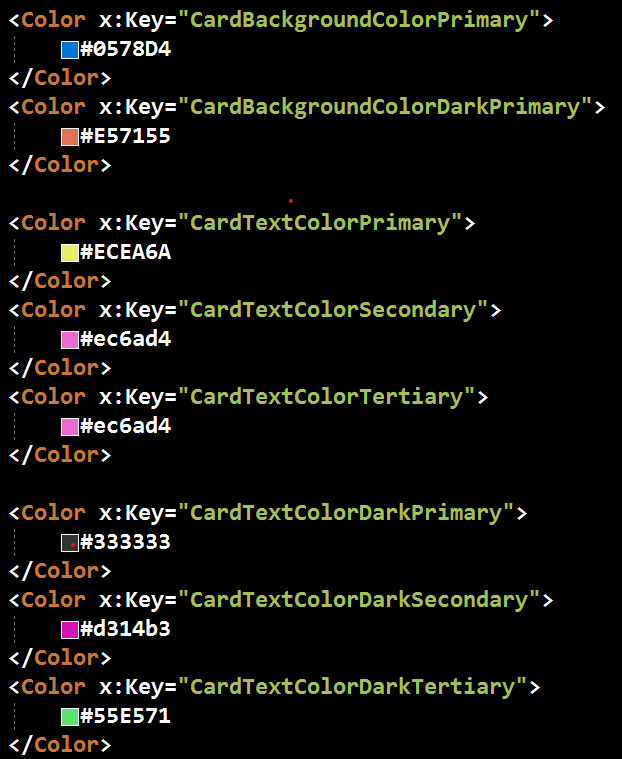 <Color x:Key="CardBackgroundColorPrimary">
#0578D4
</Color>
<Color x:Key="CardBackgroundColorDarkPrimary">
#E57155
</Color>
<Color x:Key="CardTextColorPrimary">
#ECEA6A
</Color>
<Color x:Key="CardTextColorSecondary">
#ec6ad4
</Color>
<Color x:Key="CardTextColorTertiary">
#ec6ad4
</Color>
<Color x:Key="CardTextColorDarkPrimary">
#333333
</Color>
<Color x:Key="CardTextColorDarkSecondary">
#d314b3
</Color>
<Color x:Key="CardTextColorDarkTertiary">
#55E571
</Color>